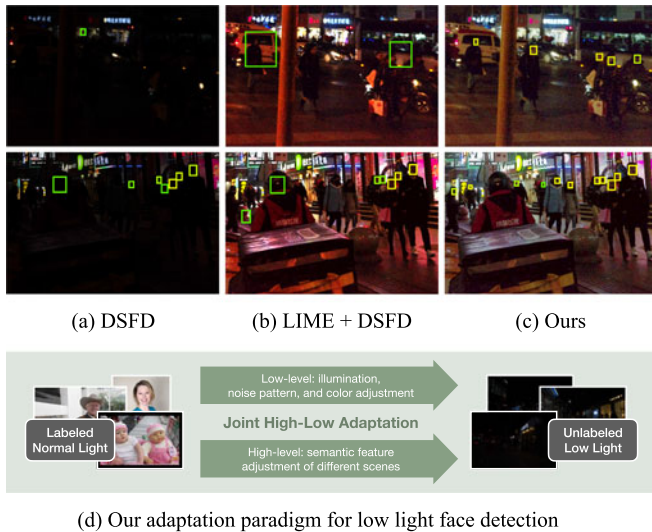 (a) DSFD
(b) LIME + DSFD
(c) Ours
Low-level: illumination,
noise pattern, and color adjustment
Joint High-Low Adaptation
High-level: semantic feature
adjustment of different scenes
Labeled
Normal Light
Unlabeled
Low Light
(d) Our adaptation paradigm for low light face detection